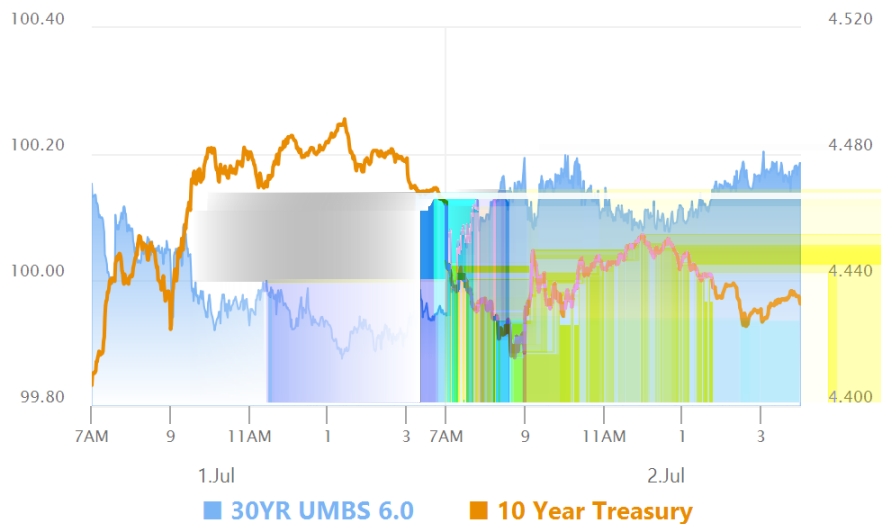 100.40 4.520
100.20 4.480
100.00 4.440
99.80 4.400
7AM 9 11AM 1 3 7AM 9 11AM 1 3
1.Jul 2.Jul
30YR UMBS 6.0 10 Year Treasury